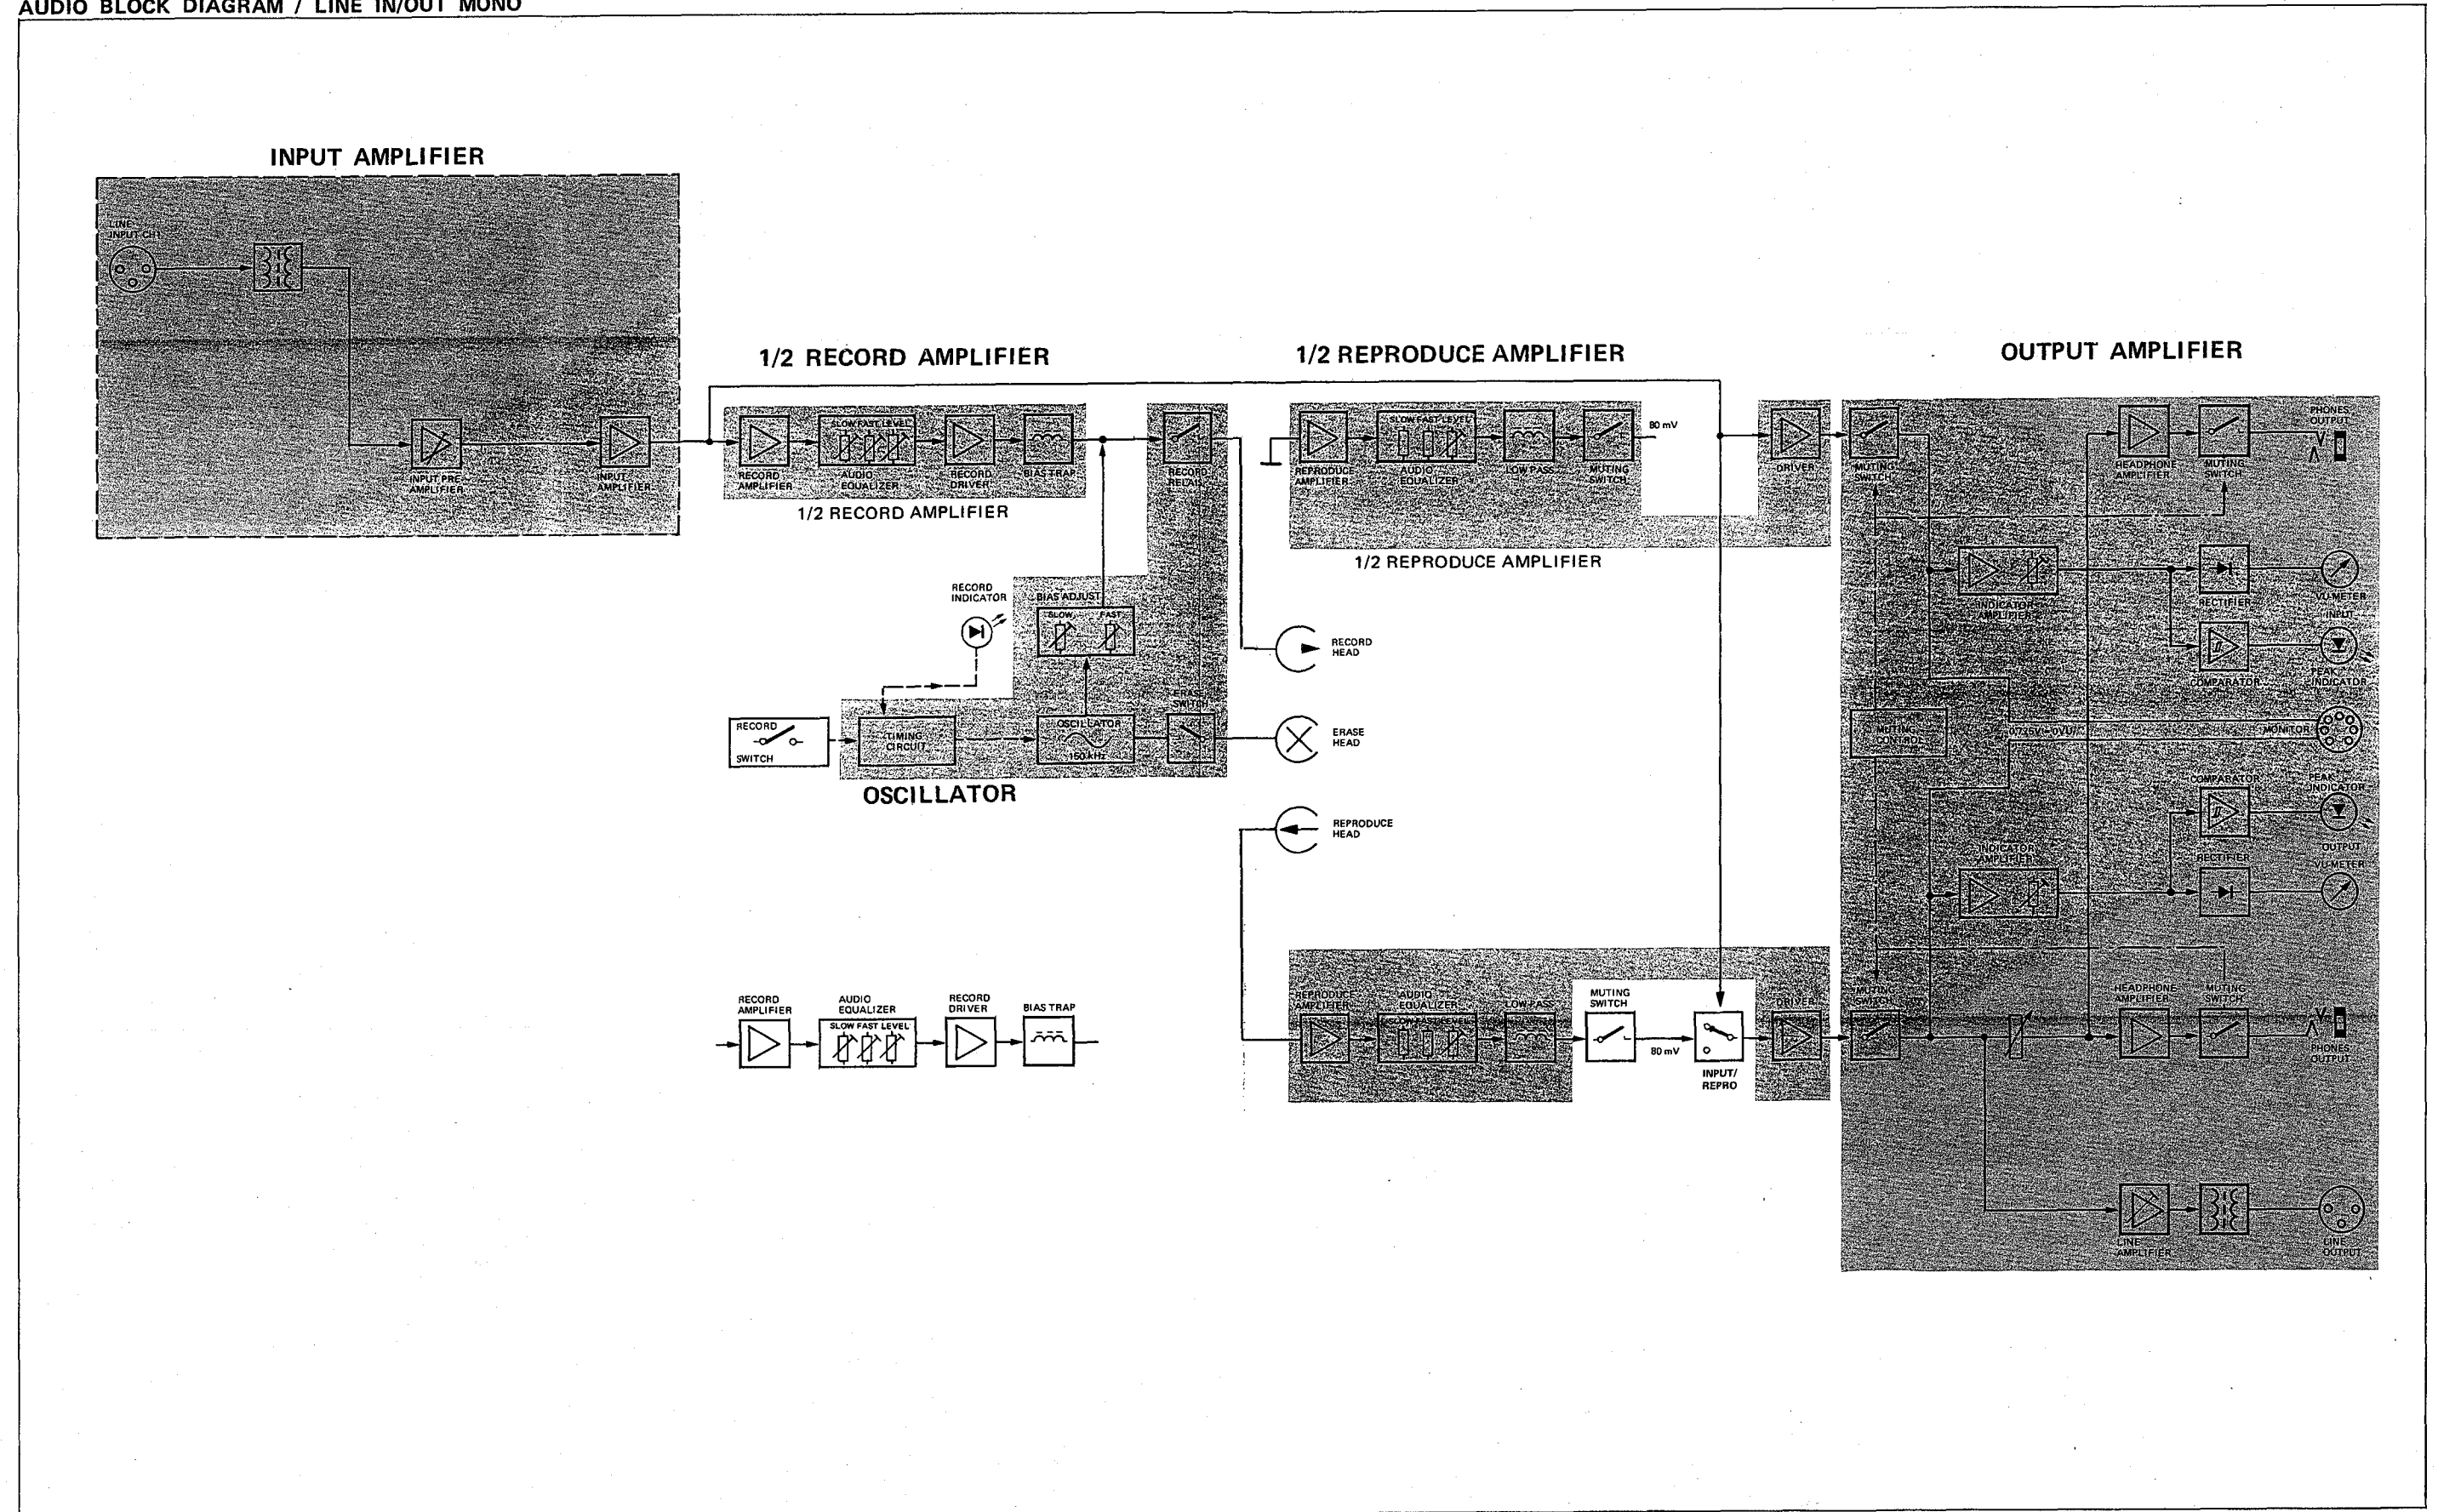 AUDIO BLOCK DIAGRAM / LINE IN/OUT MONO
INPUT AMPLIFIER
LINE
INPUT CH1
INPUT PRE
AMPLIFIER
INPUT
AMPLIFIER
1/2 RECORD AMPLIFIER
RECORD
AMPLIFIER
SLOW FAST LEVEL
AUDIO
EQUALIZER
RECORD
DRIVER
BIAS TRAP
1/2 RECORD AMPLIFIER
RECORD
RELAIS
1/2 REPRODUCE AMPLIFIER
REPRODUCE
AMPLIFIER
SLOW FAST LEVEL
AUDIO
EQUALIZER
LOW PASS
MUTING
SWITCH
80 mV
DRIVER
1/2 REPRODUCE AMPLIFIER
OUTPUT AMPLIFIER
MUTING
SWITCH
HEADPHONE
AMPLIFIER
MUTING
SWITCH
PHONES
OUTPUT
INDICATOR
AMPLIFIER
RECTIFIER
VU-METER
INPUT
COMPARATOR
PEAK
INDICATOR
RECORD
INDICATOR
BIAS ADJUST
SLOW
FAST
RECORD
HEAD
RECORD
SWITCH
TIMING
CIRCUIT
OSCILLATOR
150 kHz
ERASE
SWITCH
ERASE
HEAD
OSCILLATOR
MUTING
CONTROL
0,775V = 0VU
MONITOR
REPRODUCE
HEAD
COMPARATOR
PEAK
INDICATOR
INDICATOR
AMPLIFIER
RECTIFIER
OUTPUT
VU-METER
RECORD
AMPLIFIER
AUDIO
EQUALIZER
SLOW FAST LEVEL
RECORD
DRIVER
BIAS TRAP
REPRODUCE
AMPLIFIER
AUDIO
EQUALIZER
SLOW FAST LEVEL
LOW PASS
MUTING
SWITCH
80 mV
INPUT/
REPRO
DRIVER
MUTING
SWITCH
HEADPHONE
AMPLIFIER
MUTING
SWITCH
PHONES
OUTPUT
LINE
AMPLIFIER
LINE
OUTPUT